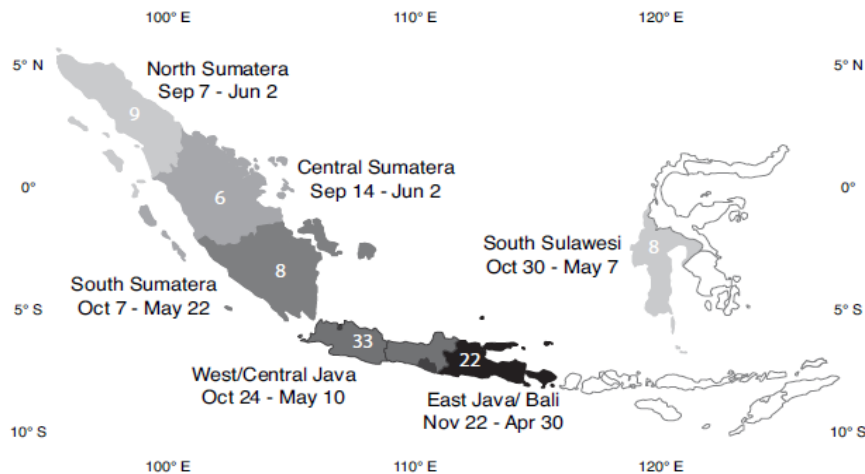 100° E 110° E 120° E
5° N 5° N
North Sumatera
Sep 7 - Jun 2
9
Central Sumatera
Sep 14 - Jun 2
0° 0°
6
South Sulawesi
Oct 30 - May 7
8
8
South Sumatera
Oct 7 - May 22
5° S 5° S
33
22
West/Central Java
Oct 24 - May 10
East Java/ Bali
Nov 22 - Apr 30
10° S 10° S
100° E 110° E 120° E